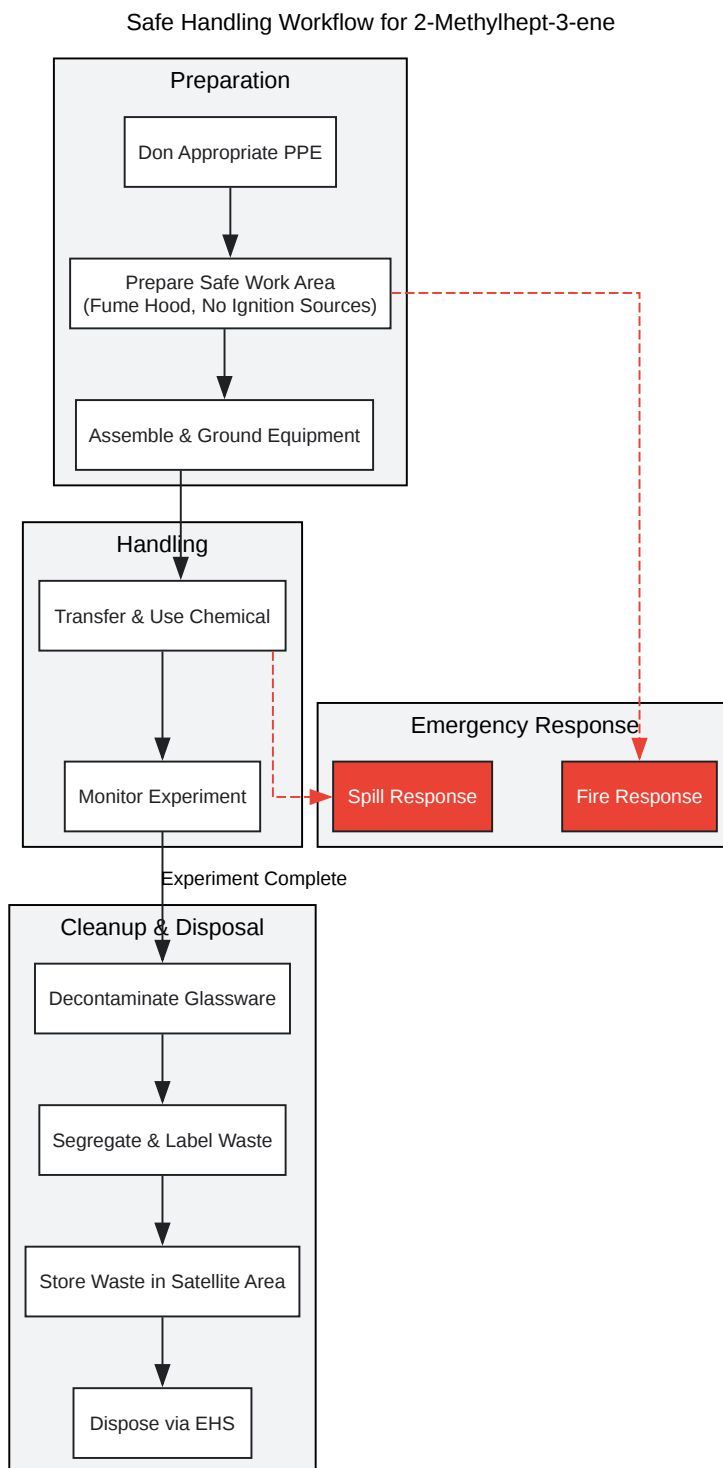 Safe Handling Workflow for 2-Methylhept-3-ene
Preparation
Don Appropriate PPE
Prepare Safe Work Area
(Fume Hood, No Ignition Sources)
Assemble & Ground Equipment
Handling
Transfer & Use Chemical
Monitor Experiment
Emergency Response
Spill Response
Fire Response
Experiment Complete
Cleanup & Disposal
Decontaminate Glassware
Segregate & Label Waste
Store Waste in Satellite Area
Dispose via EHS